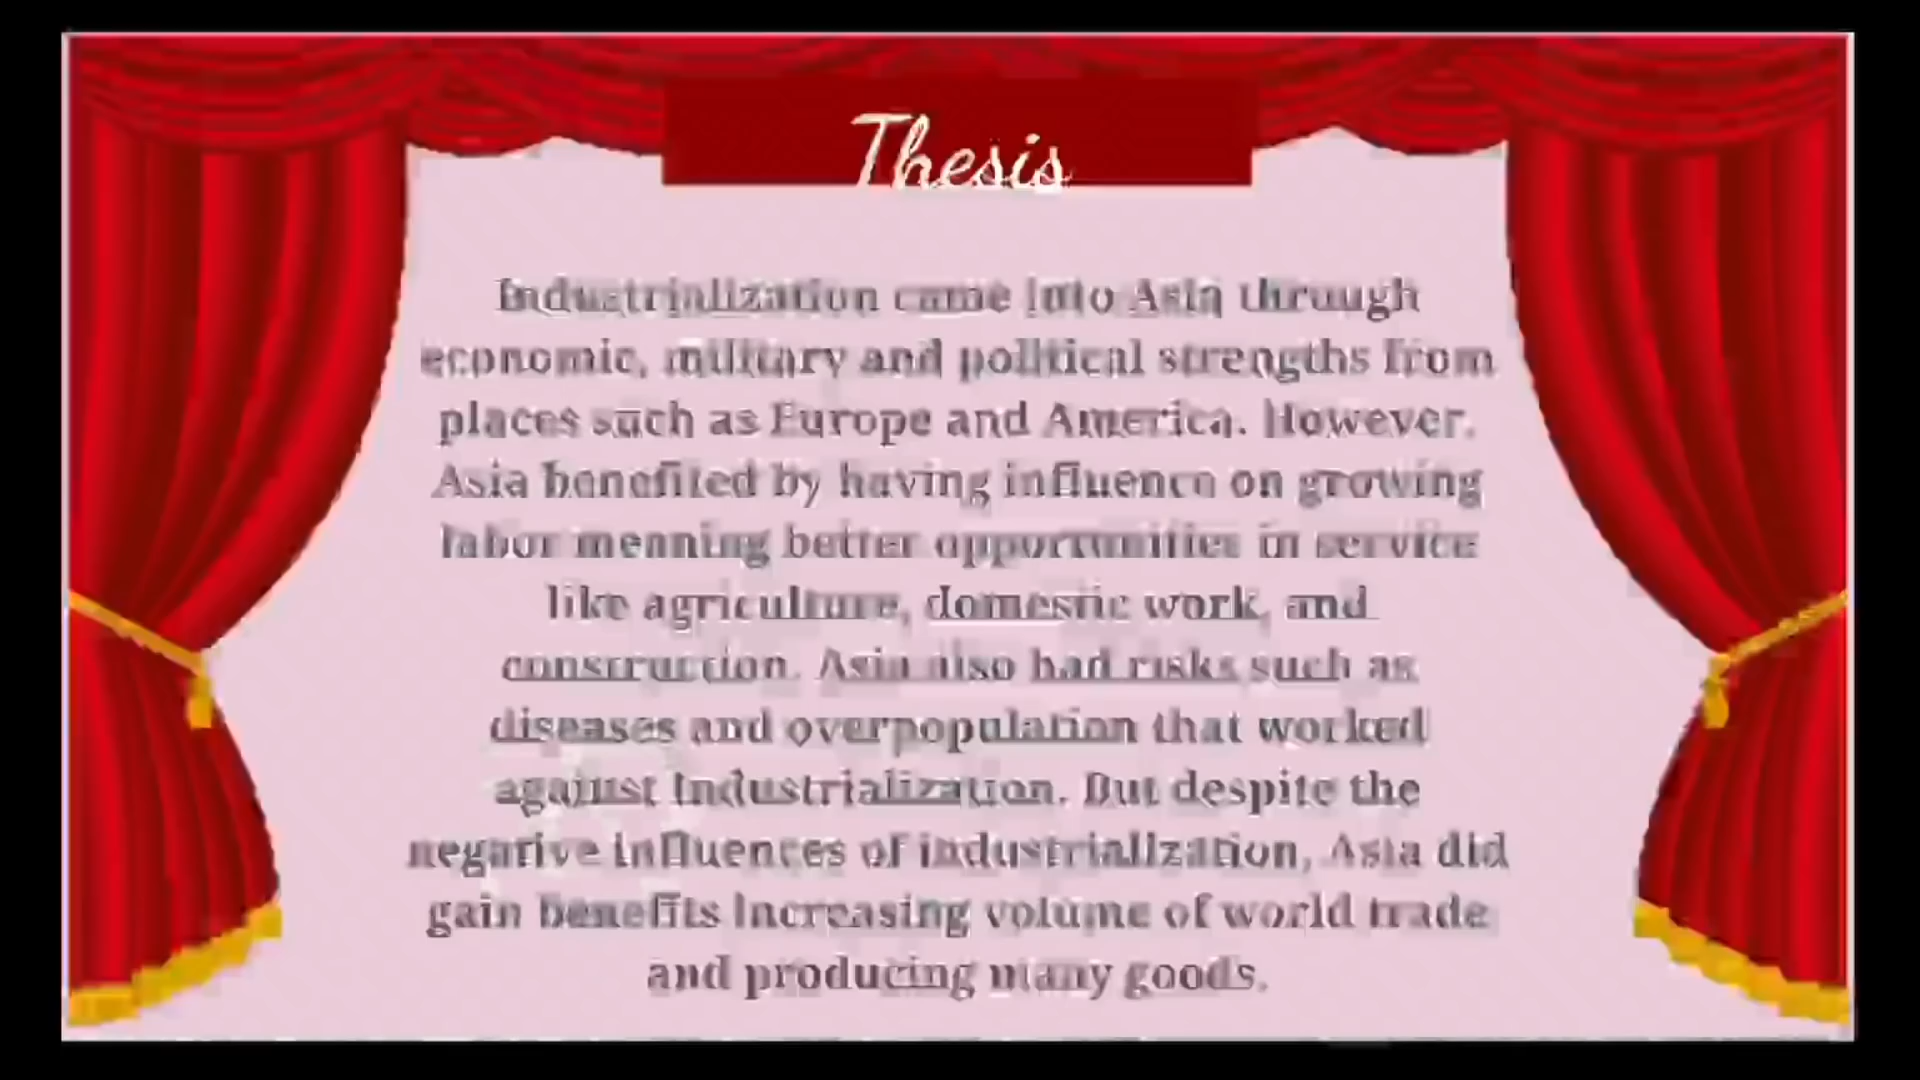 Thesis
Industrialization came into Asia through
economic, military and political strengths from
places such as Europe and America. However,
Asia benefited by having influence on growing
labor meaning better opportunities in service
like agriculture, domestic work, and
construction. Asia also had risks such as
diseases and overpopulation that worked
against Industrialization. But despite the
negative influences of industrialization, Asia did
gain benefits increasing volume of world trade
and producing many goods.